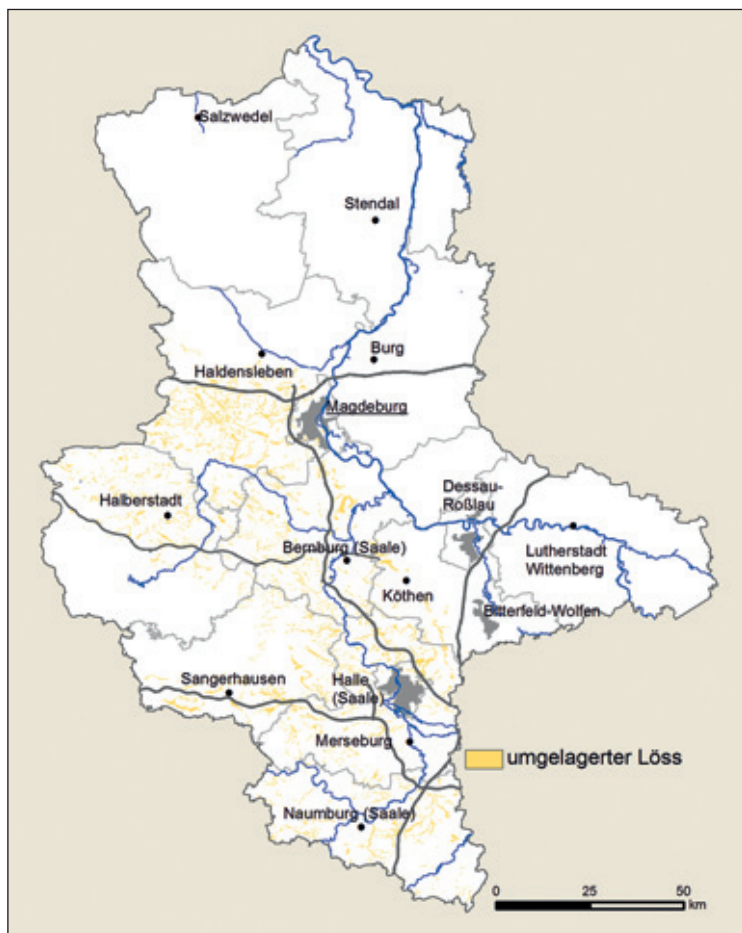 Salzwedel
Stendal
Burg
Haldensleben
Magdeburg
Dessau-
Roßlau
Halberstadt
Lutherstadt
Wittenberg
Bernburg (Saale)
Köthen
Bitterfeld-Wolfen
Sangerhausen
Halle
(Saale)
Merseburg
umgelagerter Löss
Naumburg (Saale)
0 25 50
km